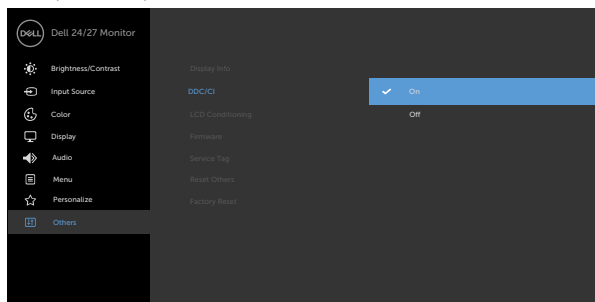 DELL Dell 24/27 Monitor
Brightness/Contrast Display Info
Input Source DDC/CI On
Color LCD Conditioning Off
Display Firmware
Audio Service Tag
Menu Reset Others
Personalize Factory Reset
Others